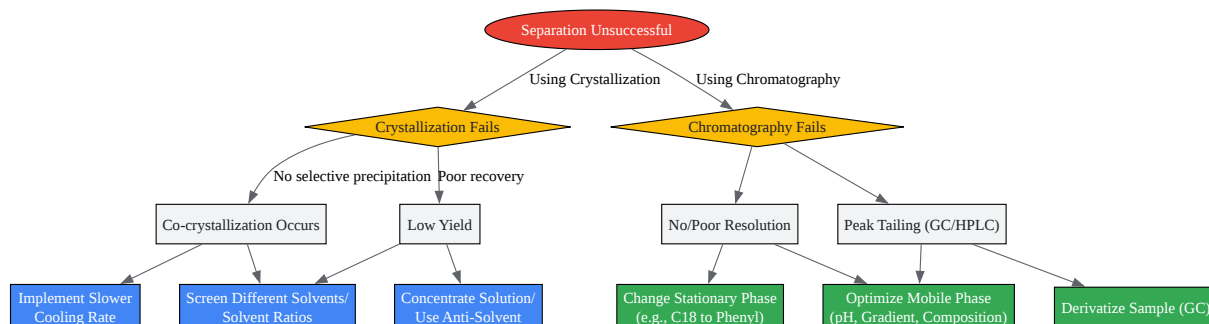 Separation Unsuccessful
Using Crystallization
Using Chromatography
Crystallization Fails
Chromatography Fails
No selective precipitation
Poor recovery
Co-crystallization Occurs
Low Yield
No/Poor Resolution
Peak Tailing (GC/HPLC)
Implement Slower
Cooling Rate
Screen Different Solvents/
Solvent Ratios
Concentrate Solution/
Use Anti-Solvent
Change Stationary Phase
(e.g., C18 to Phenyl)
Optimize Mobile Phase
(pH, Gradient, Composition)
Derivatize Sample (GC)